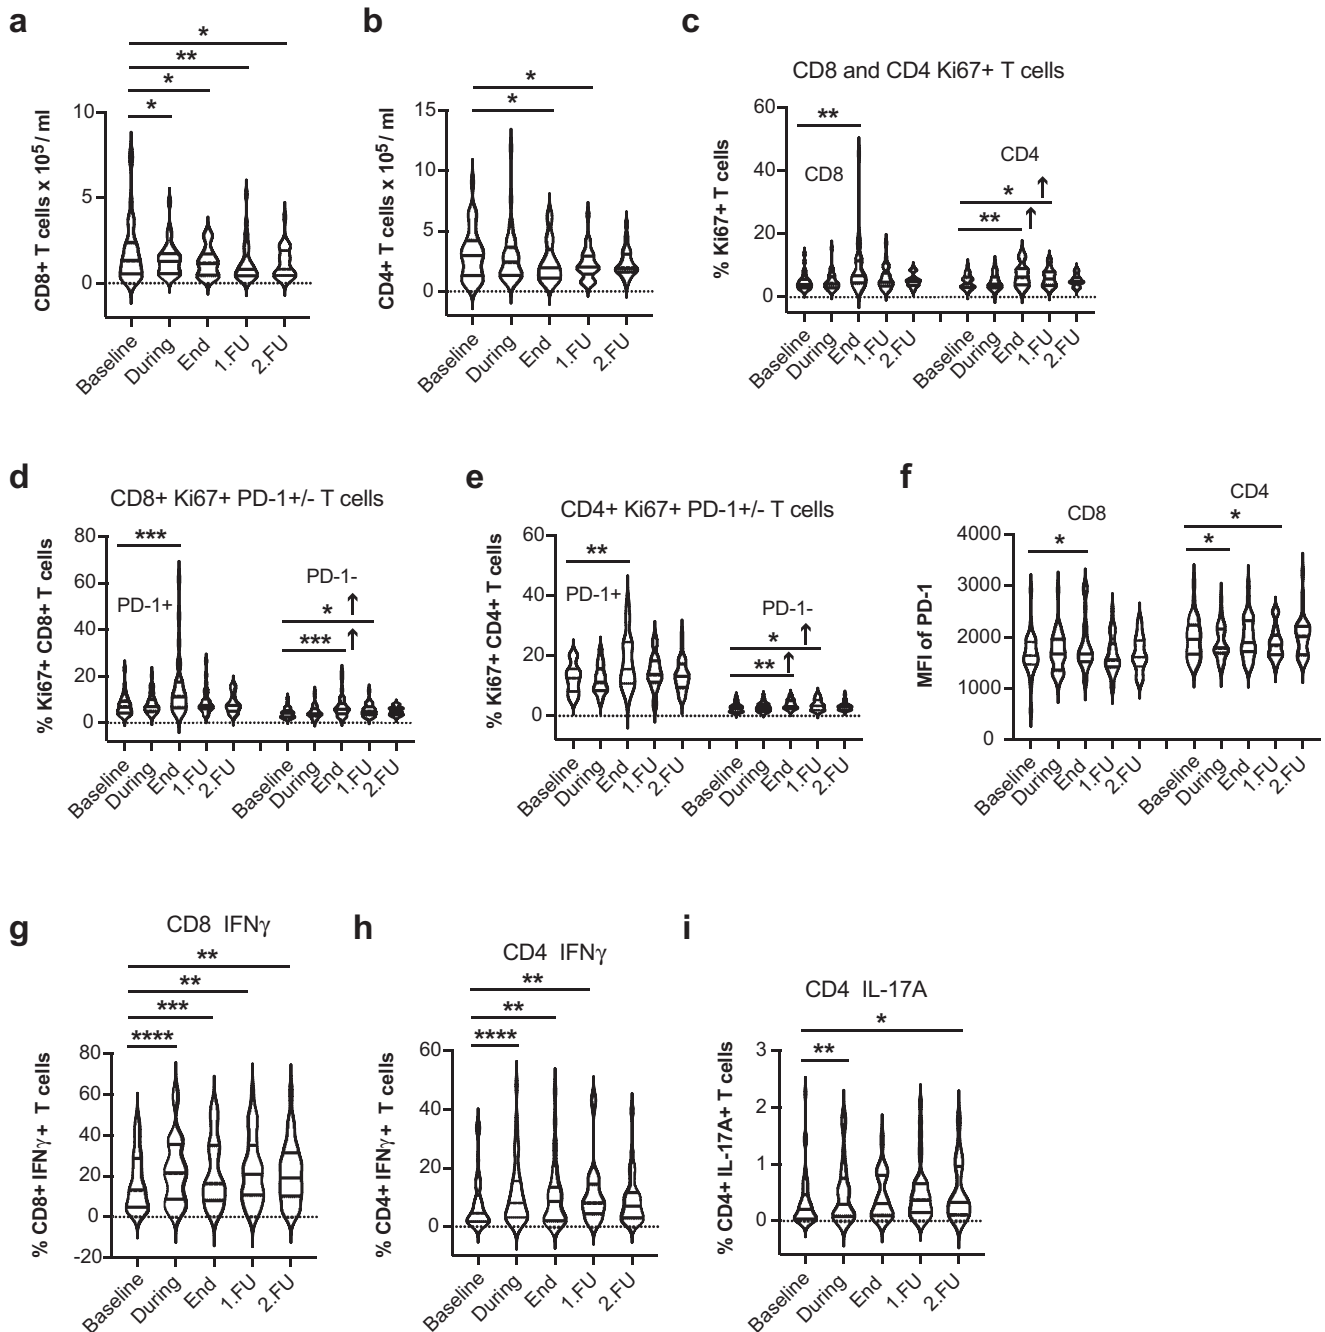 a
*
**
*
*
CD8+ T cells x 10⁵/ ml
10
5
0
Baseline
During
End
1.FU
2.FU
b
*
*
CD4+ T cells x 10⁵/ ml
15
10
5
0
Baseline
During
End
1.FU
2.FU
c
CD8 and CD4 Ki67+ T cells
% Ki67+ T cells
60
40
20
0
**
CD8
CD4
* ↑
** ↑
Baseline
During
End
1.FU
2.FU
Baseline
During
End
1.FU
2.FU
d
CD8+ Ki67+ PD-1+/- T cells
% Ki67+ CD8+ T cells
80
60
40
20
0
***
PD-1+
PD-1-
* ↑
*** ↑
Baseline
During
End
1.FU
2.FU
Baseline
During
End
1.FU
2.FU
e
CD4+ Ki67+ PD-1+/- T cells
% Ki67+ CD4+ T cells
60
40
20
0
**
PD-1+
PD-1-
* ↑
** ↑
Baseline
During
End
1.FU
2.FU
Baseline
During
End
1.FU
2.FU
f
MFI of PD-1
4000
3000
2000
1000
0
CD8
*
CD4
*
*
Baseline
During
End
1.FU
2.FU
Baseline
During
End
1.FU
2.FU
g
CD8 IFNγ
**
**
***
****
% CD8+ IFNγ+ T cells
80
60
40
20
0
-20
Baseline
During
End
1.FU
2.FU
h
CD4 IFNγ
**
**
****
% CD4+ IFNγ+ T cells
60
40
20
0
Baseline
During
End
1.FU
2.FU
i
CD4 IL-17A
*
**
% CD4+ IL-17A+ T cells
3
2
1
0
Baseline
During
End
1.FU
2.FU